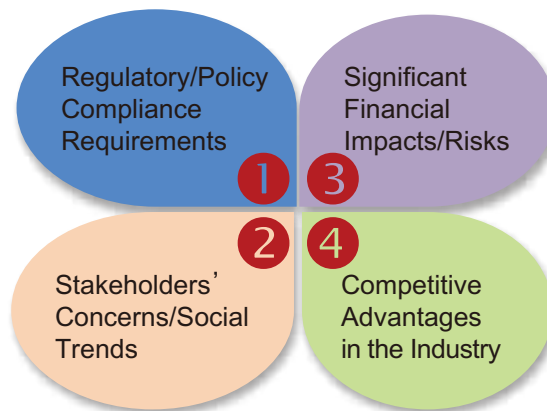 Regulatory/Policy
Compliance
Requirements
1
2
Stakeholders’
Concerns/Social
Trends
Significant
Financial
Impacts/Risks
3
4
Competitive
Advantages
in the Industry